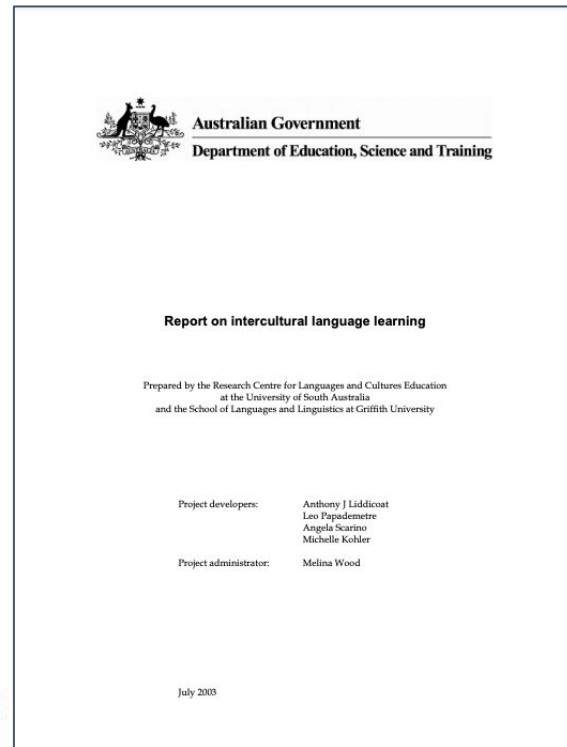 Australian Government
Department of Education, Science and Training
Report on intercultural language learning
Prepared by the Research Centre for Languages and Cultures Education
at the University of South Australia
and the School of Languages and Linguistics at Griffith University
Project developers: Anthony J Liddicoat
Leo Papademetre
Angela Scarino
Michelle Kohler
Project administrator: Melina Wood
July 2003